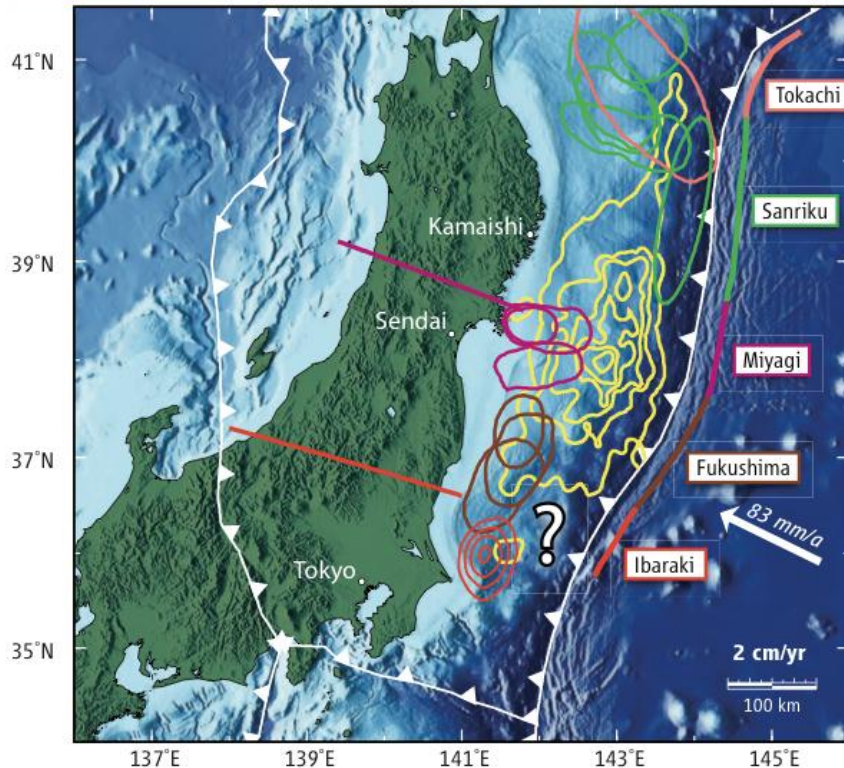 41°N
Tokachi
Sanriku
Kamaishi
39°N
Sendai
Miyagi
37°N
Fukushima
83 mm/a
?
Ibaraki
Tokyo
35°N
2 cm/yr
100 km
137°E
139°E
141°E
143°E
145°E